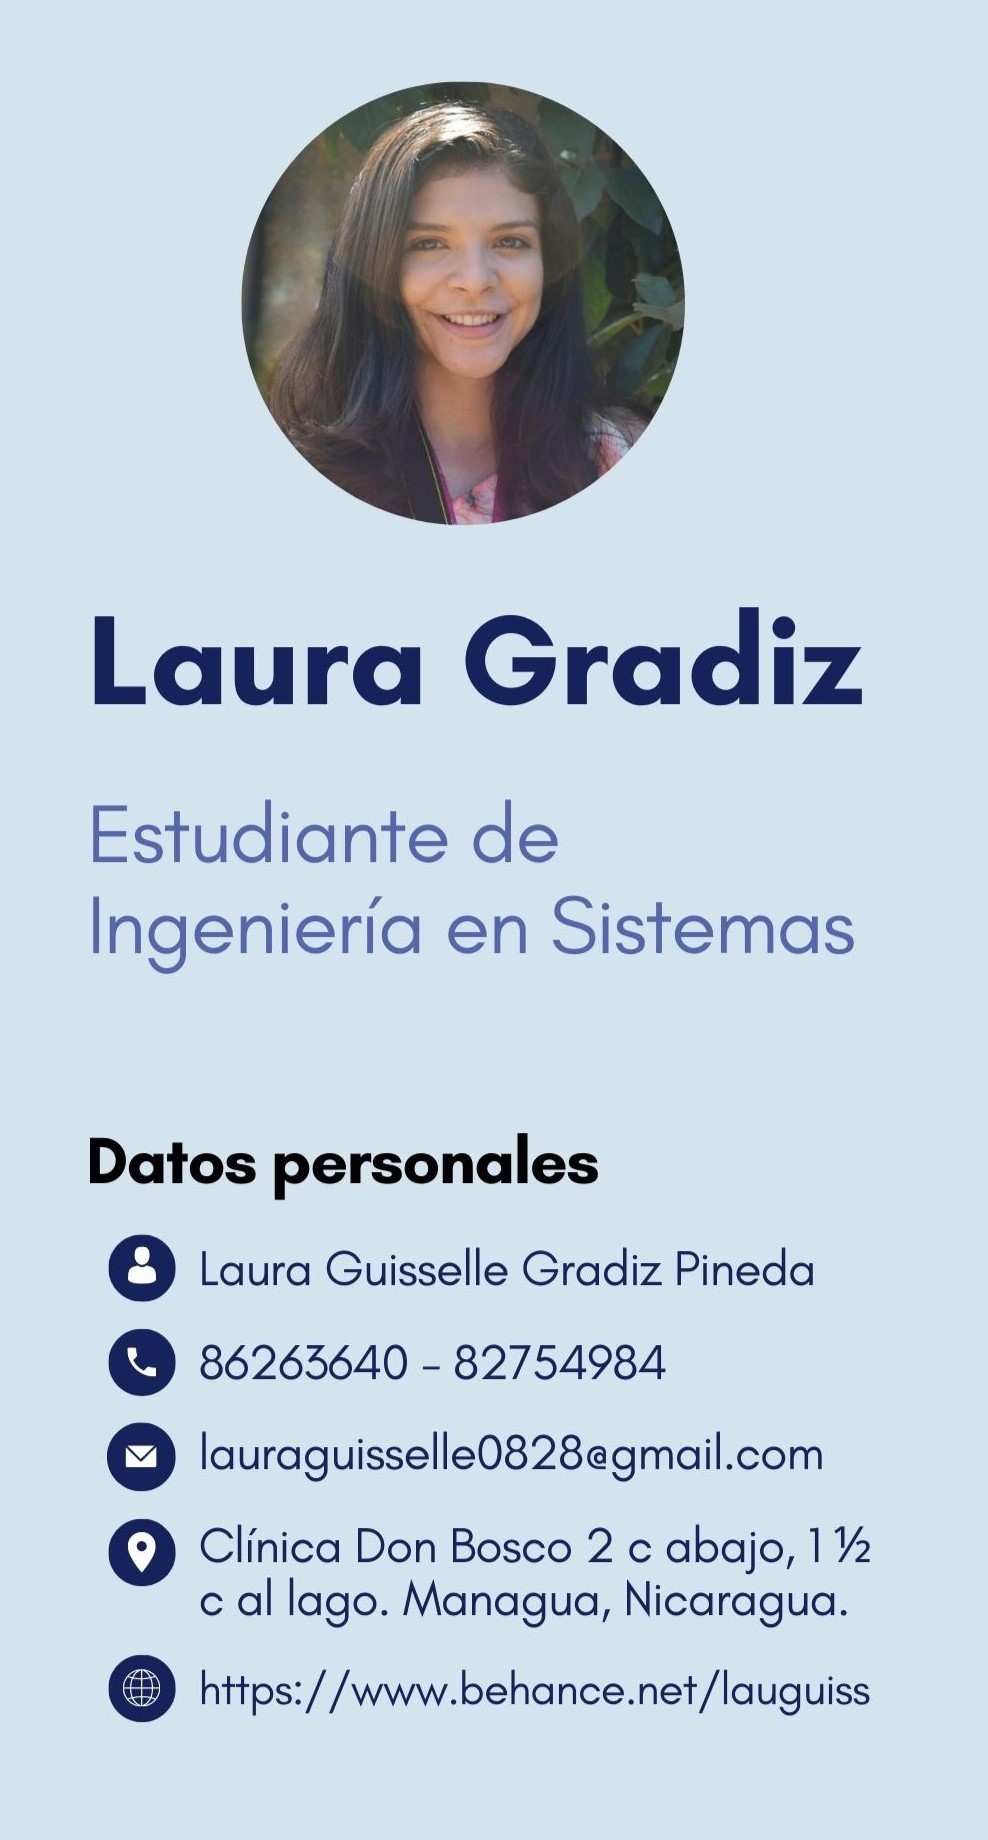 Laura Gradiz
Estudiante de
Ingeniería en Sistemas
Datos personales
Laura Guisselle Gradiz Pineda
86263640 - 82754984
lauraguisselle0828@gmail.com
Clínica Don Bosco 2 c abajo, 1 ½
c al lago. Managua, Nicaragua.
https://www.behance.net/lauguiss